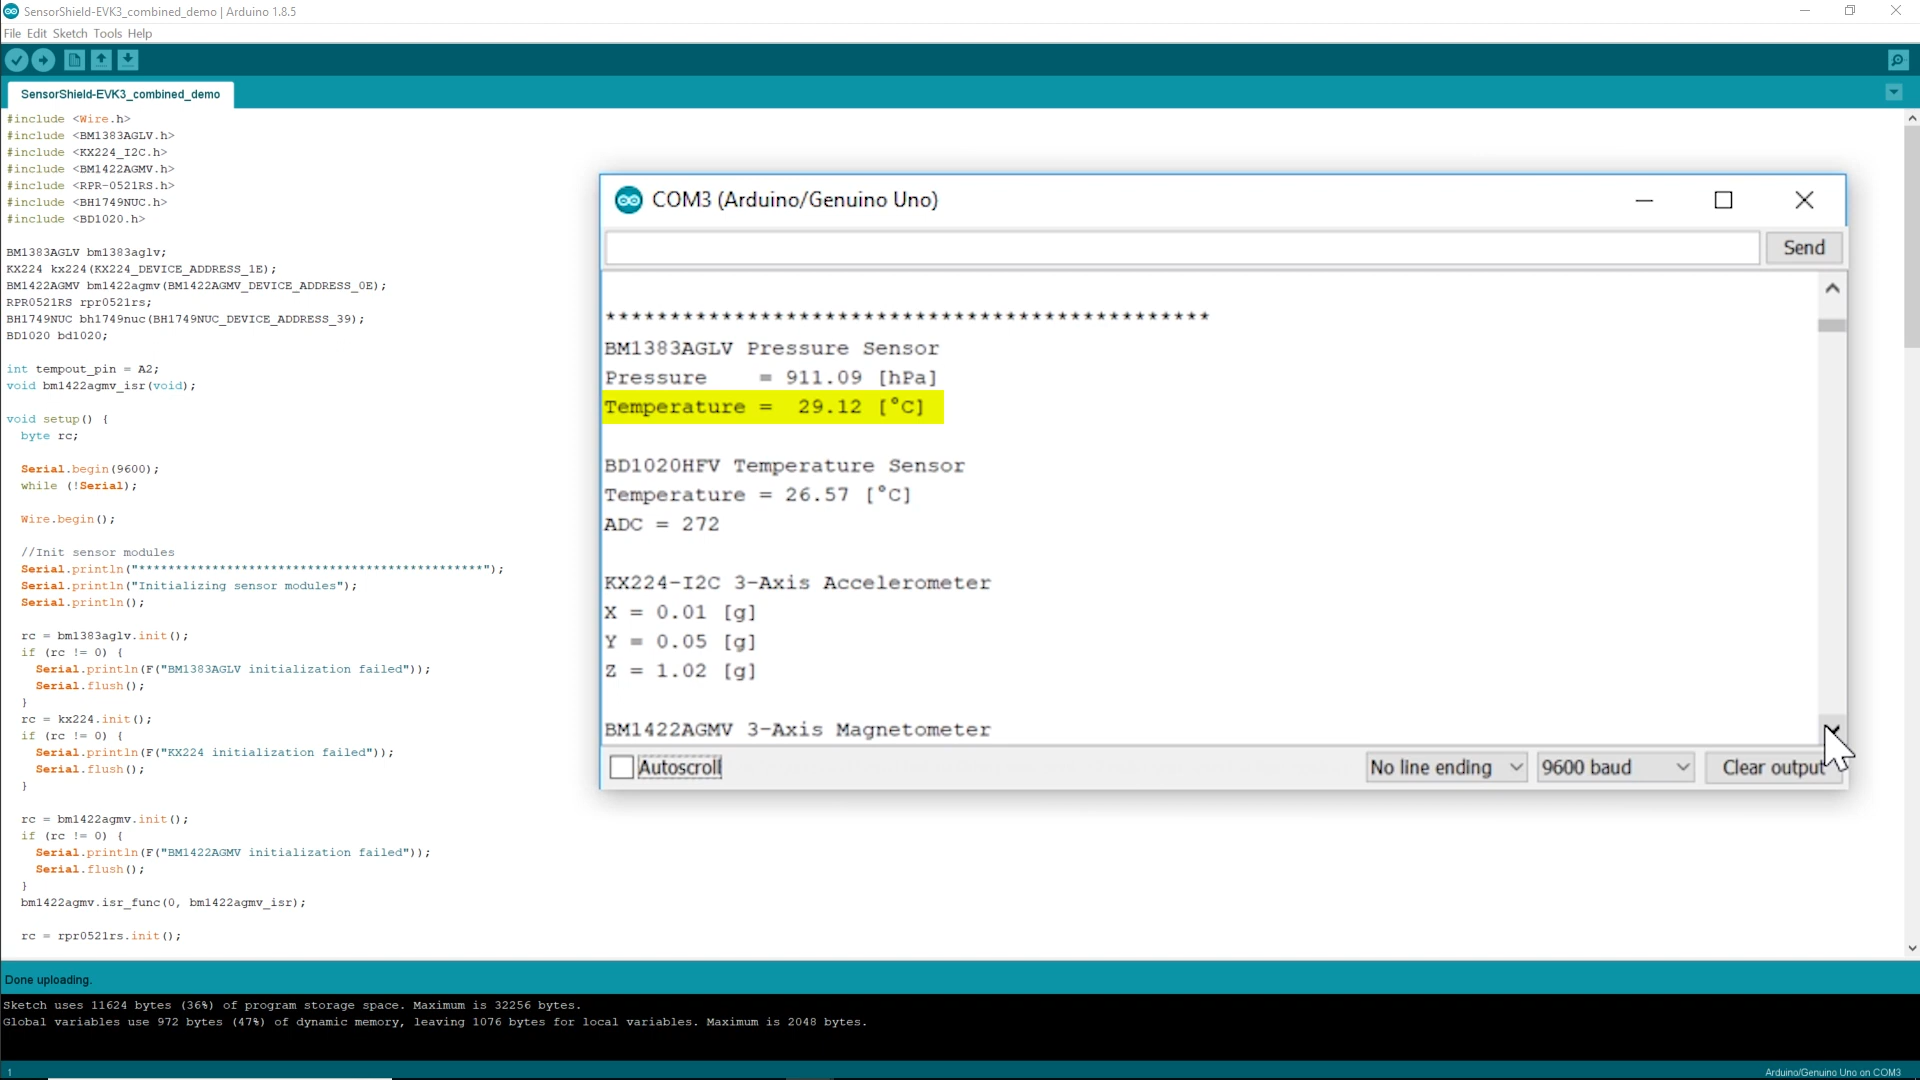 SensorShield-EVK3_combined_demo | Arduino 1.8.5
File Edit Sketch Tools Help
SensorShield-EVK3_combined_demo
#include <Wire.h>
#include <BM1383AGLV.h>
#include <KX224_I2C.h>
#include <BM1422AGMV.h>
#include <RPR-0521RS.h>
#include <BH1749NUC.h>
#include <BD1020.h>
BM1383AGLV bm1383aglv;
KX224 kx224(KX224_DEVICE_ADDRESS_1E);
BM1422AGMV bm1422agmv(BM1422AGMV_DEVICE_ADDRESS_0E);
RPR0521RS rpr0521rs;
BH1749NUC bh1749nuc(BH1749NUC_DEVICE_ADDRESS_39);
BD1020 bd1020;
int tempout_pin = A2;
void bm1422agmv_isr(void);
void setup() {
byte rc;
Serial.begin(9600);
while (!Serial);
Wire.begin();
//Init sensor modules
Serial.println("***********************************************");
Serial.println("Initializing sensor modules");
Serial.println();
rc = bm1383aglv.init();
if (rc != 0) {
Serial.println(F("BM1383AGLV initialization failed"));
Serial.flush();
}
rc = kx224.init();
if (rc != 0) {
Serial.println(F("KX224 initialization failed"));
Serial.flush();
}
rc = bm1422agmv.init();
if (rc != 0) {
Serial.println(F("BM1422AGMV initialization failed"));
Serial.flush();
}
bm1422agmv.isr_func(0, bm1422agmv_isr);
rc = rpr0521rs.init();
COM3 (Arduino/Genuino Uno)
Send
***********************************************
BM1383AGLV Pressure Sensor
Pressure = 911.09 [hPa]
Temperature = 29.12 [°C]
BD1020HFV Temperature Sensor
Temperature = 26.57 [°C]
ADC = 272
KX224-I2C 3-Axis Accelerometer
X = 0.01 [g]
Y = 0.05 [g]
Z = 1.02 [g]
BM1422AGMV 3-Axis Magnetometer
Autoscroll
No line ending
9600 baud
Clear output
Done uploading.
Sketch uses 11624 bytes (36%) of program storage space. Maximum is 32256 bytes.
Global variables use 972 bytes (47%) of dynamic memory, leaving 1076 bytes for local variables. Maximum is 2048 bytes.
1
Arduino/Genuino Uno on COM3